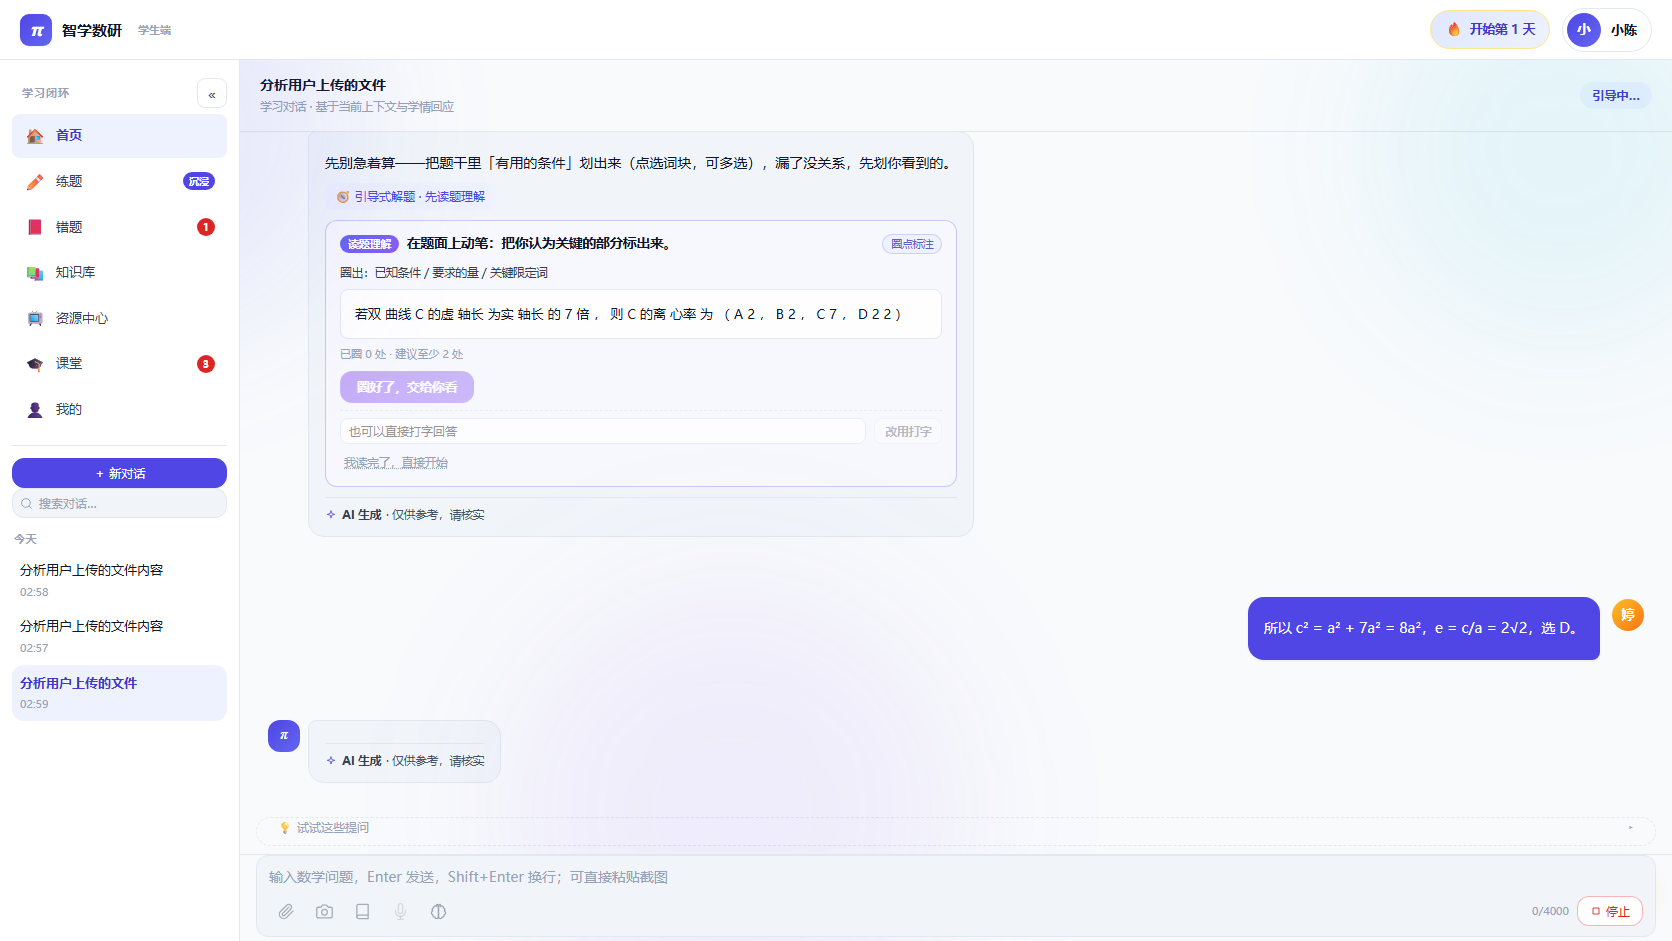 π 智学数研 学生端
🔥 开始第 1 天
小 小陈
学习闭环 «
首页
练题 沉浸
错题 1
知识库
资源中心
课堂 3
我的
+ 新对话
搜索对话...
今天
分析用户上传的文件内容
02:58
分析用户上传的文件内容
02:57
分析用户上传的文件
02:59
分析用户上传的文件
学习对话 · 基于当前上下文与学情回应
引导中...
先别急着算——把题干里「有用的条件」划出来（点选词块，可多选），漏了没关系，先划你看到的。
引导式解题 · 先读题理解
读题理解 在题面上动笔：把你认为关键的部分标出来。 圈点标注
圈出：已知条件 / 要求的量 / 关键限定词
若双 曲线 C 的虚 轴长 为实 轴长 的 7 倍 ， 则 C 的离 心率 为 （ A 2 ， B 2 ， C 7 ， D 2 2 ）
已圈 0 处 · 建议至少 2 处
圈好了，交给你看
也可以直接打字回答 改用打字
我读完了，直接开始
AI 生成 · 仅供参考，请核实
所以 c² = a² + 7a² = 8a²，e = c/a = 2√2，选 D。
婷
π
AI 生成 · 仅供参考，请核实
试试这些提问
输入数学问题，Enter 发送，Shift+Enter 换行；可直接粘贴截图
0/4000 停止